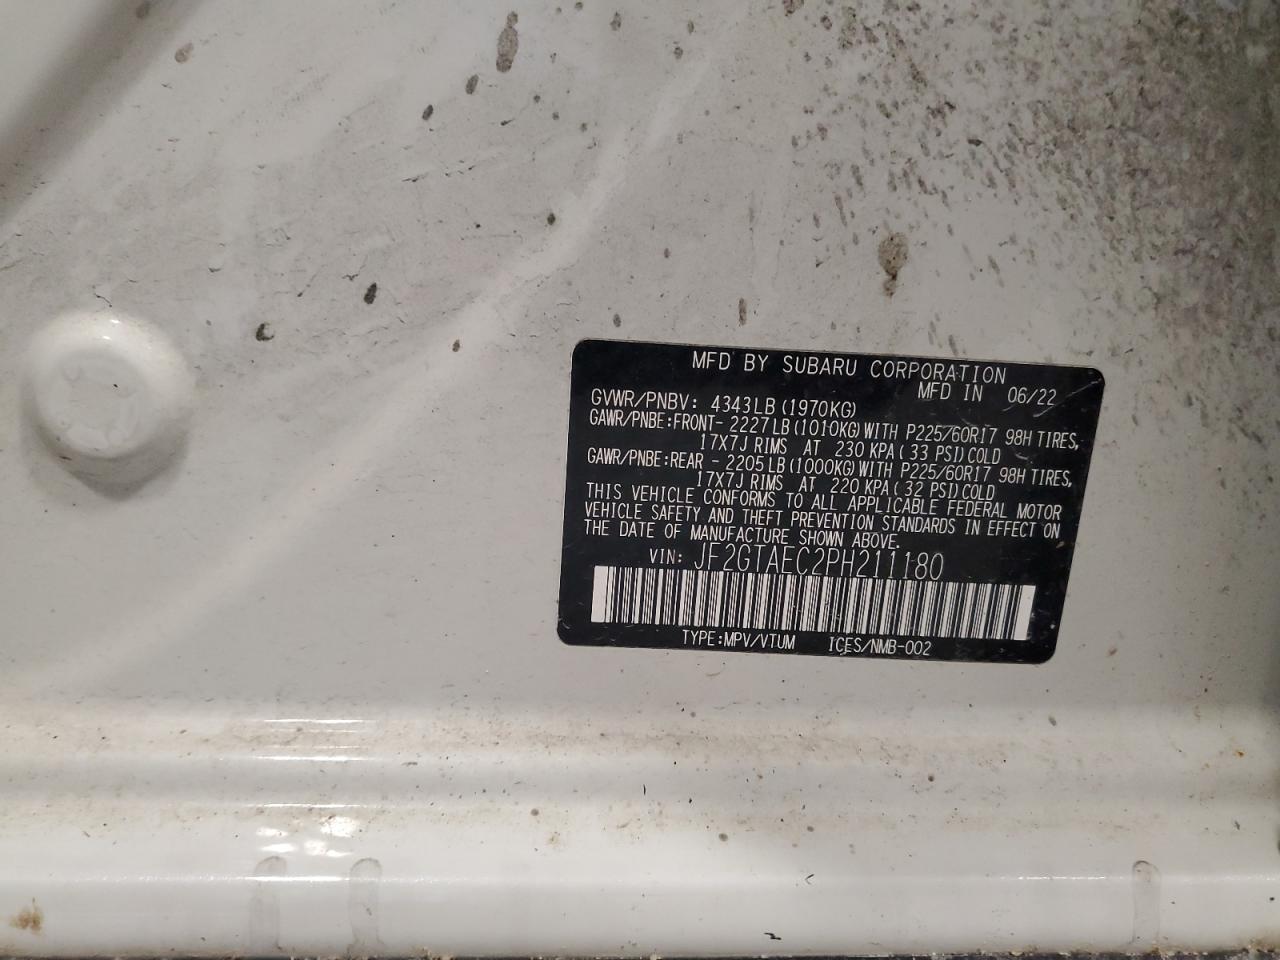 MFD BY SUBARU CORPORATION
MFD IN 06/22
GVWR/PNBV: 4343LB(1970KG)
GAWR/PNBE:FRONT- 2227LB(1010KG)WITH P225/60R17 98H TIRES,
17X7J RIMS AT 230 KPA( 33 PSI)COLD
GAWR/PNBE:REAR - 2205LB(1000KG)WITH P225/60R17 98H TIRES,
17X7J RIMS AT 220 KPA( 32 PSI)COLD
THIS VEHICLE CONFORMS TO ALL APPLICABLE FEDERAL MOTOR
VEHICLE SAFETY AND THEFT PREVENTION STANDARDS IN EFFECT ON
THE DATE OF MANUFACTURE SHOWN ABOVE.
VIN: JF2GTAEC2PH211180
TYPE:MPV/VTUM ICES/NMB-002